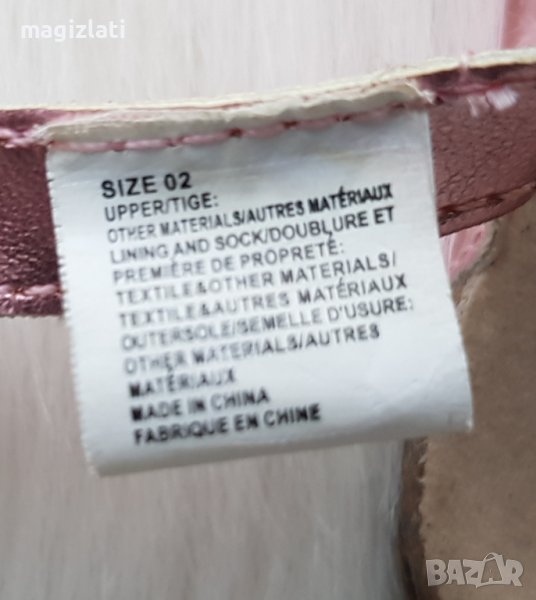 magizlati
SIZE 02
UPPER/TIGE:
OTHER MATERIALS/AUTRES MATÉRIAUX
LINING AND SOCK/DOUBLURE ET
PREMIÈRE DE PROPRETÉ:
TEXTILE&OTHER MATERIALS/
TEXTILE&AUTRES MATÉRIAUX
OUTERSOLE/SEMELLE D'USURE:
OTHER MATERIALS/AUTRES
MATÉRIAUX
MADE IN CHINA
FABRIQUE EN CHINE
BAZAR